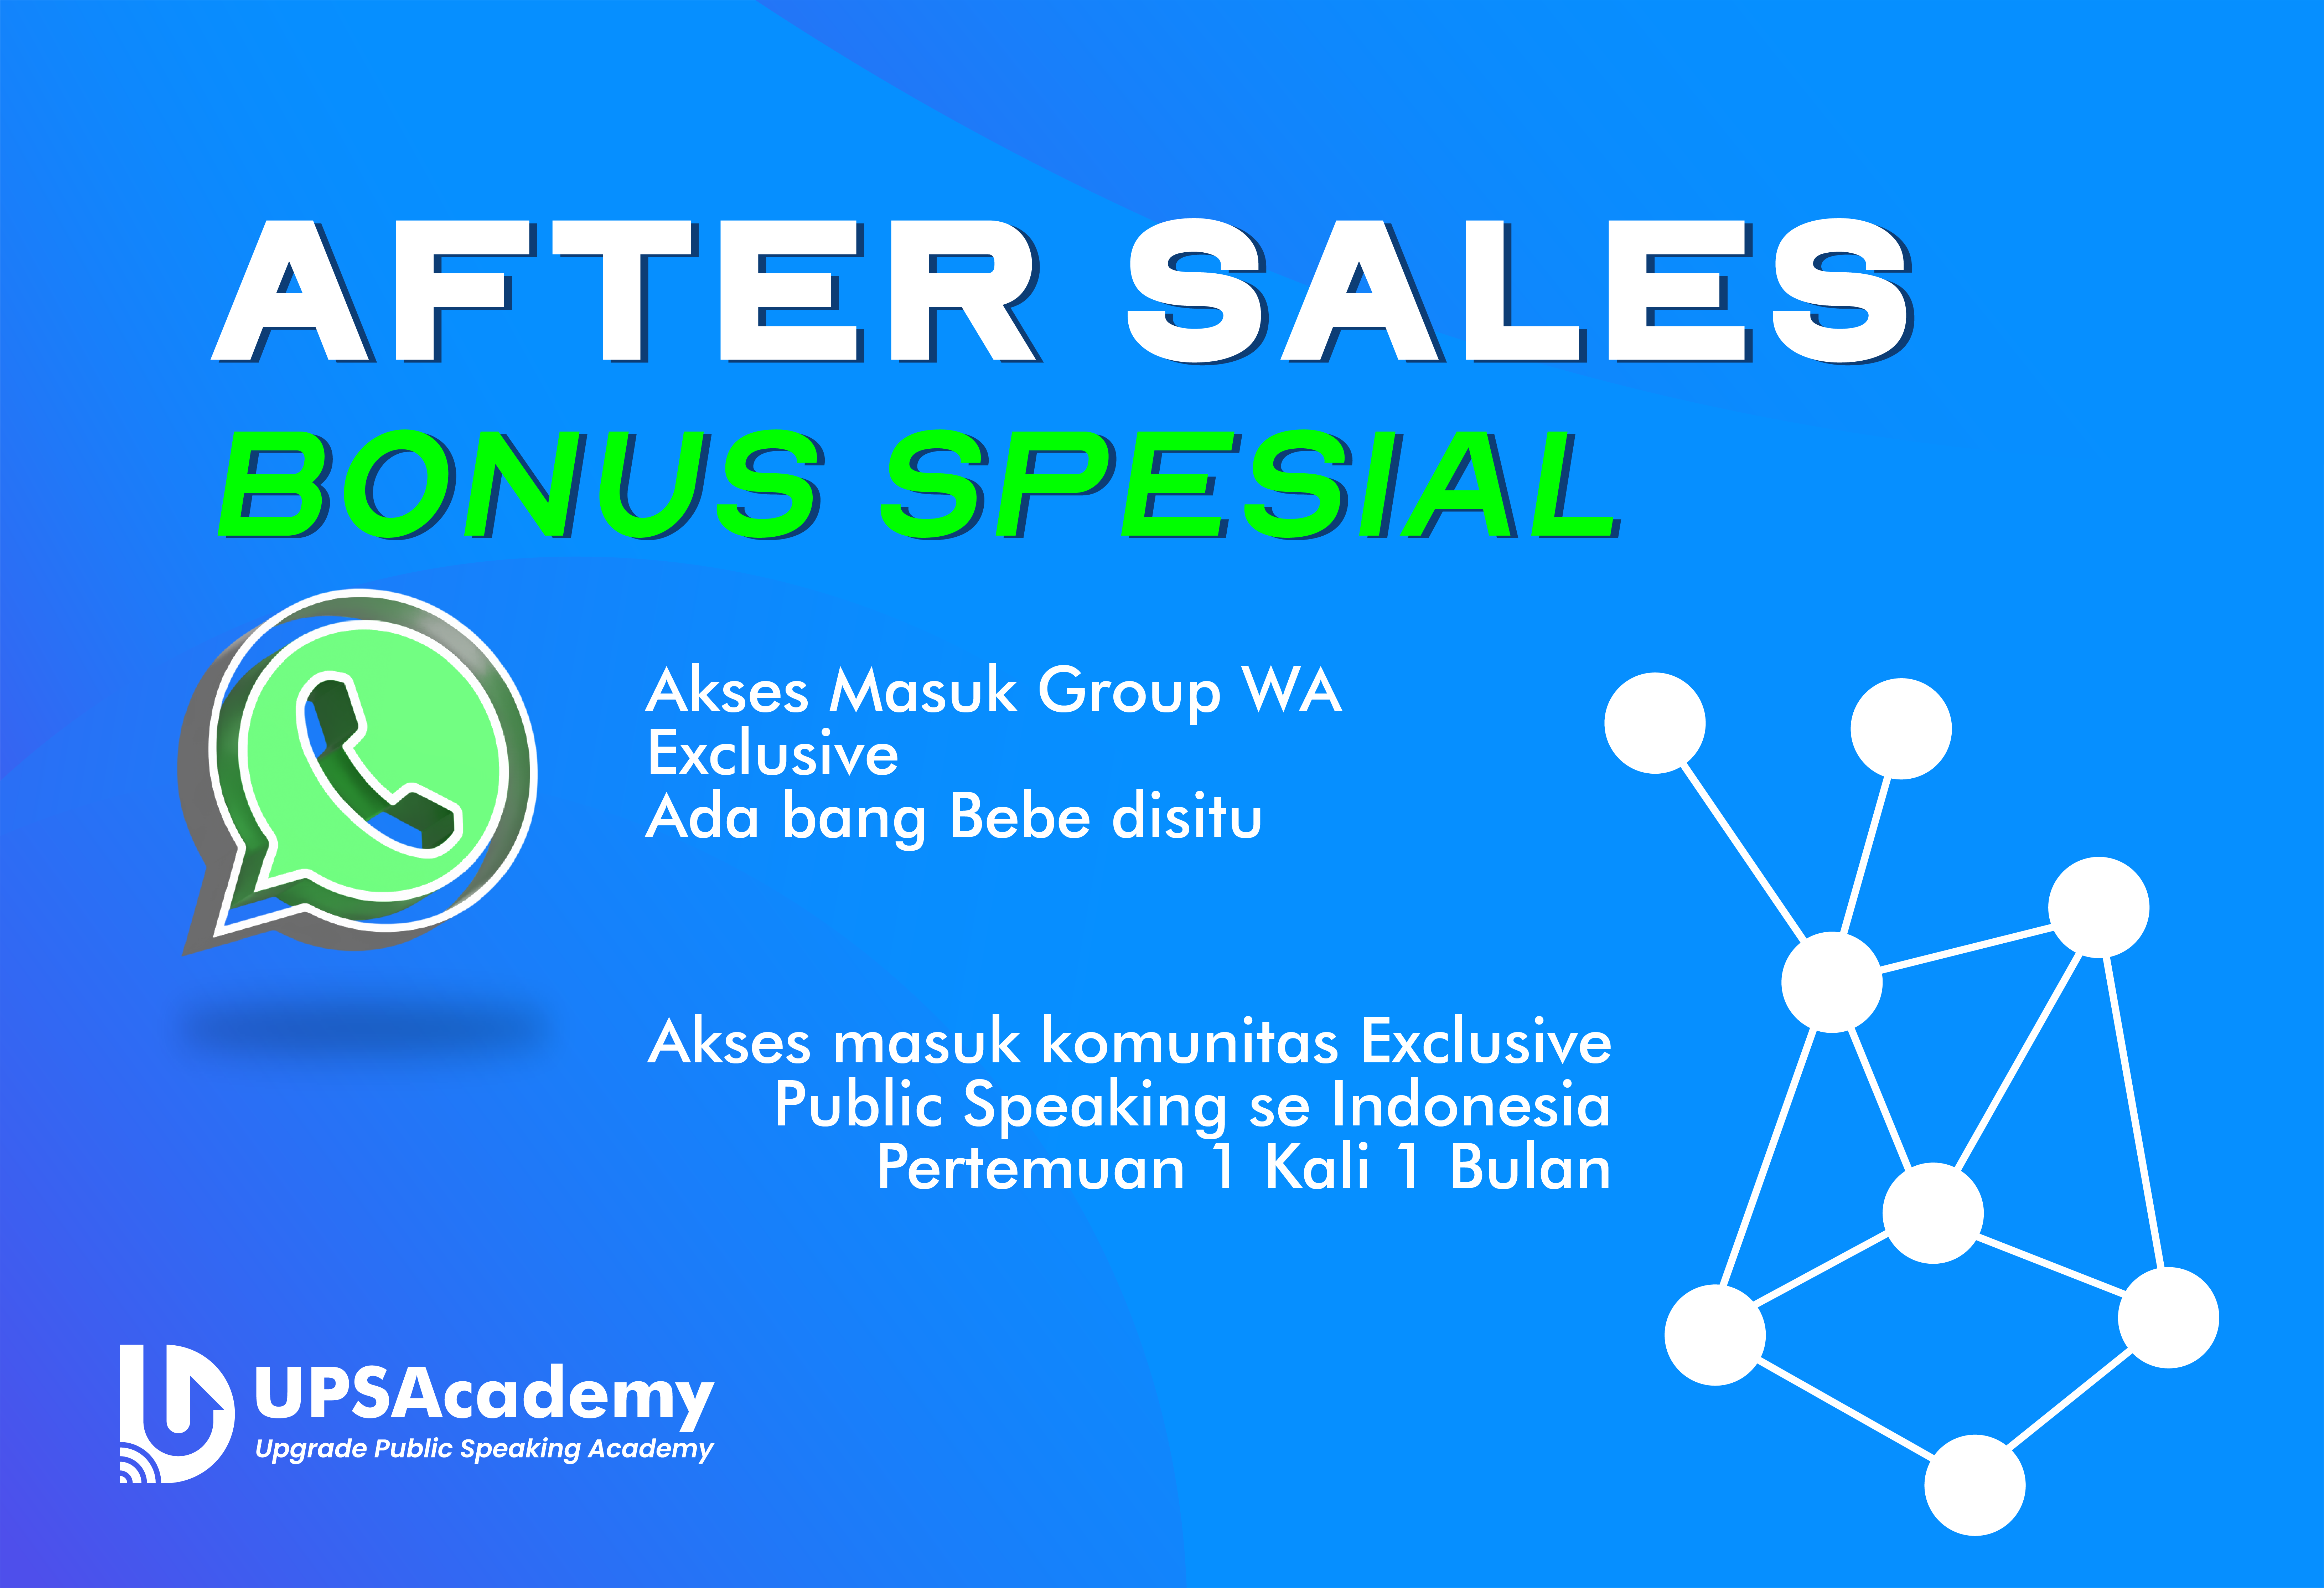 AFTER SALES
BONUS SPESIAL
Akses Masuk Group WA
Exclusive
Ada bang Bebe disitu
Akses masuk komunitas Exclusive
Public Speaking se Indonesia
Pertemuan 1 Kali 1 Bulan
UPSAcademy
Upgrade Public Speaking Academy